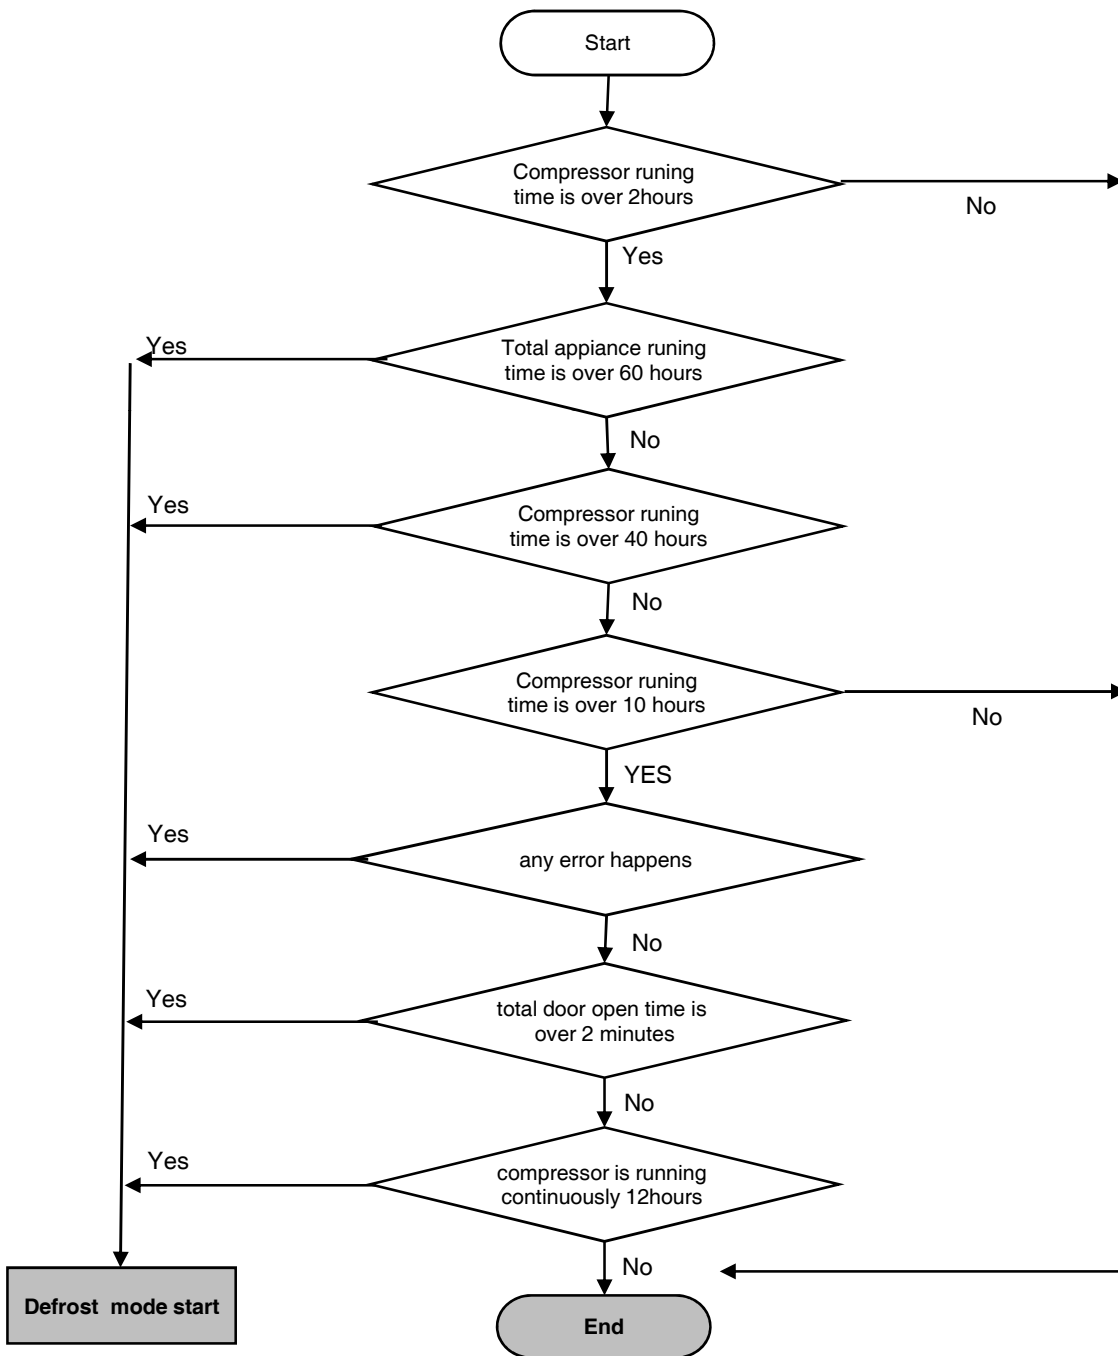 Start
Compressor runing
time is over 2hours
No
Yes
Yes
Total appiance runing
time is over 60 hours
No
Yes
Compressor runing
time is over 40 hours
No
Compressor runing
time is over 10 hours
No
YES
Yes
any error happens
No
Yes
total door open time is
over 2 minutes
No
Yes
compressor is running
continuously 12hours
No
Defrost mode start
End